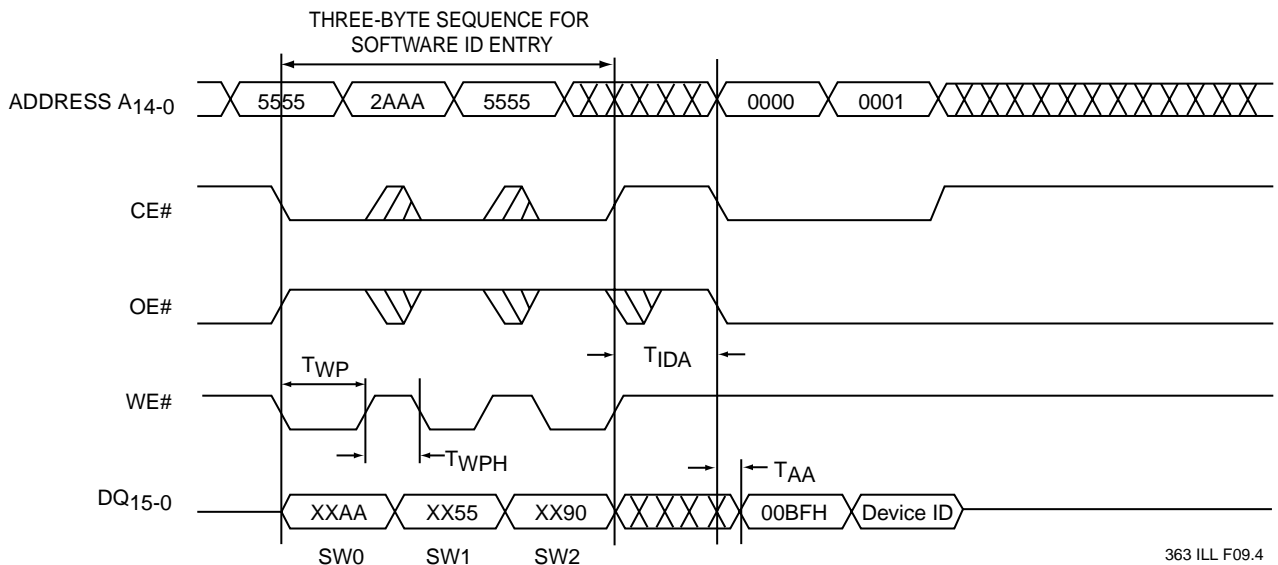 THREE-BYTE SEQUENCE FOR
SOFTWARE ID ENTRY
ADDRESS A14-0
5555 2AAA 5555 0000 0001
CE#
OE#
TIDA
TWP
WE#
TWPH
TAA
DQ15-0
XXAA XX55 XX90 00BFH Device ID
SW0 SW1 SW2
363 ILL F09.4